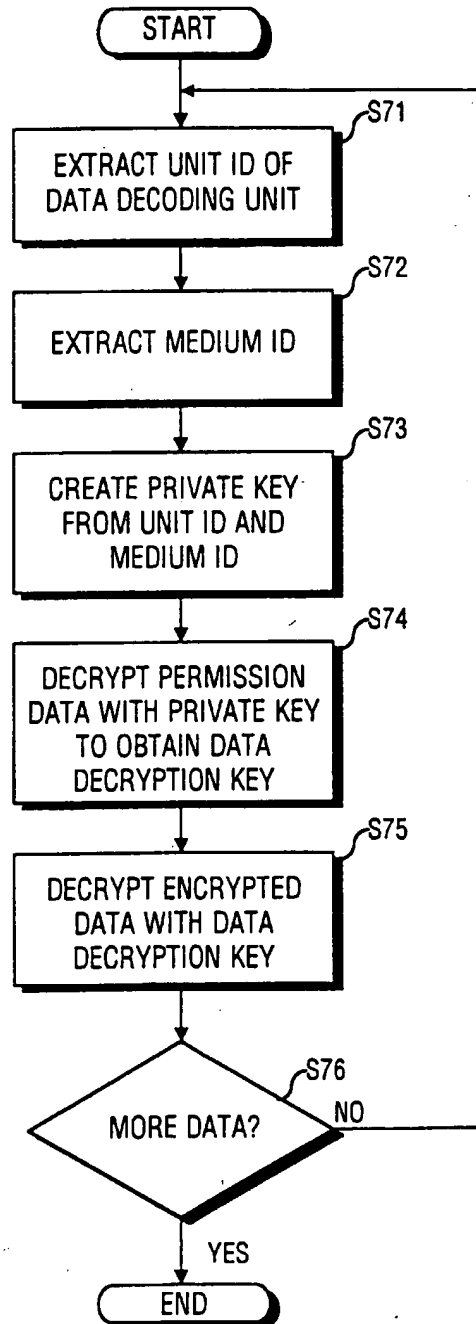 START
S71
EXTRACT UNIT ID OF
DATA DECODING UNIT
S72
EXTRACT MEDIUM ID
S73
CREATE PRIVATE KEY
FROM UNIT ID AND
MEDIUM ID
S74
DECRYPT PERMISSION
DATA WITH PRIVATE KEY
TO OBTAIN DATA
DECRYPTION KEY
S75
DECRYPT ENCRYPTED
DATA WITH DATA
DECRYPTION KEY
S76
MORE DATA?
NO
YES
END